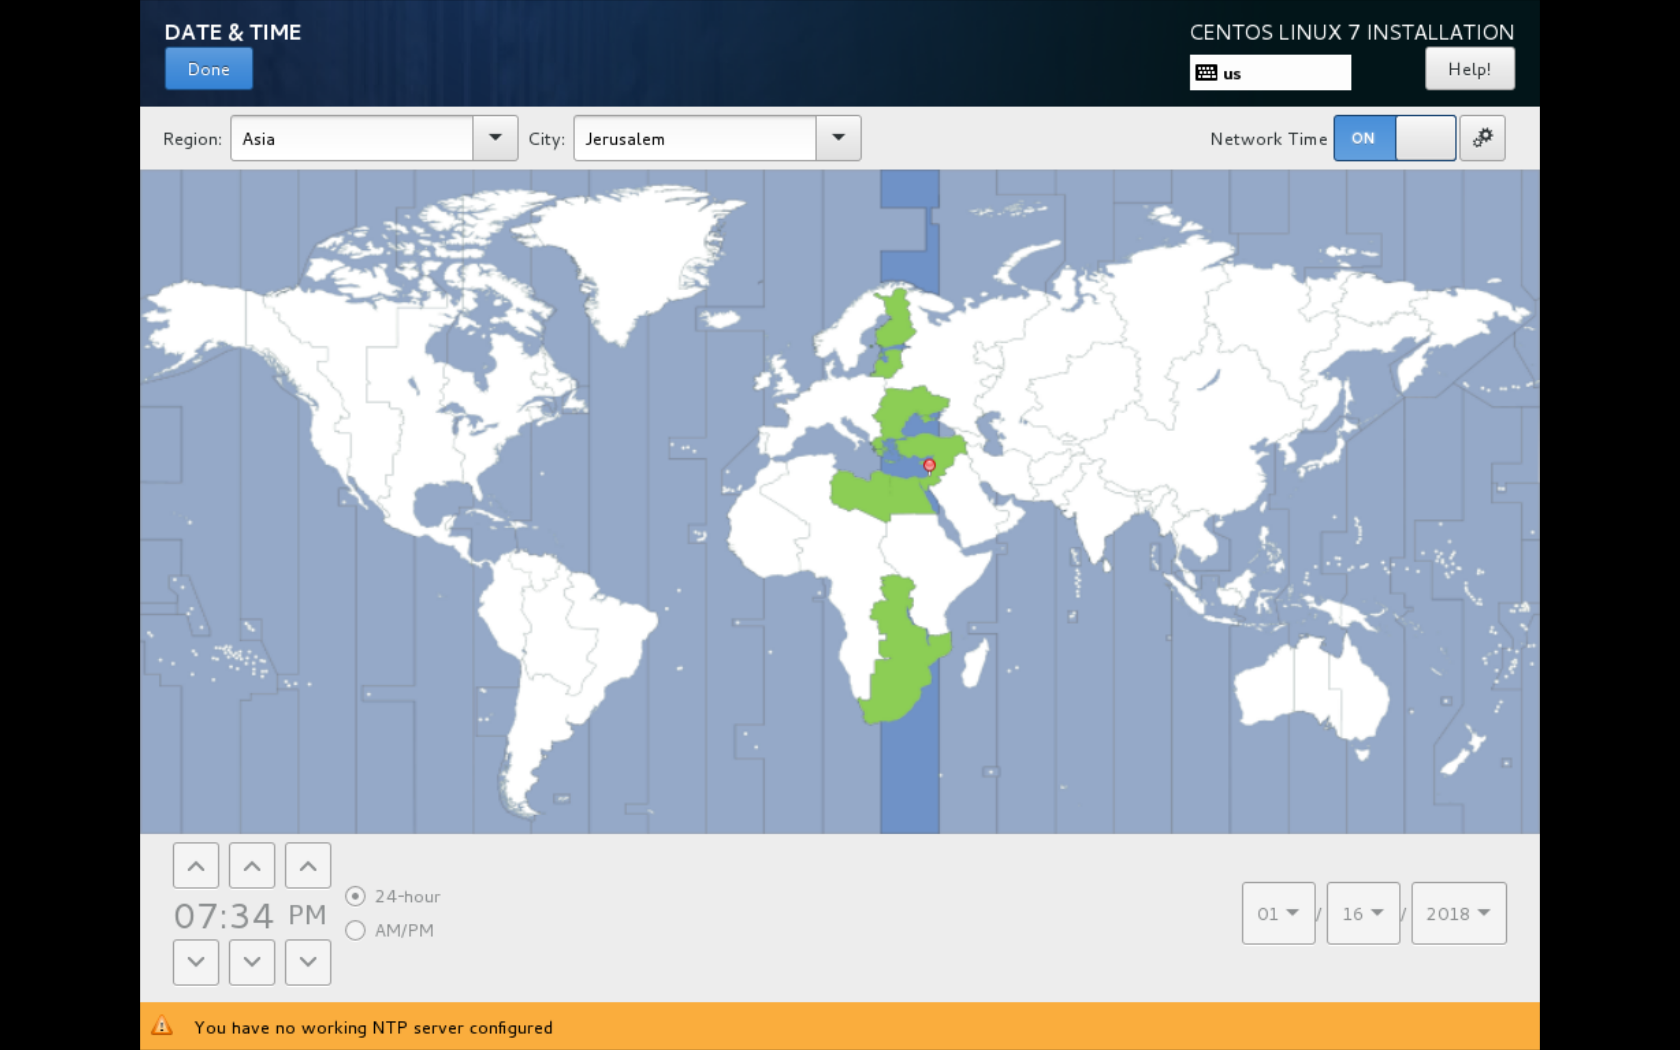 DATE & TIME
CENTOS LINUX 7 INSTALLATION
Done
us
Help!
Region:
Asia
City:
Jerusalem
Network Time
ON
07:34 PM
24-hour
AM/PM
01 / 16 / 2018
You have no working NTP server configured